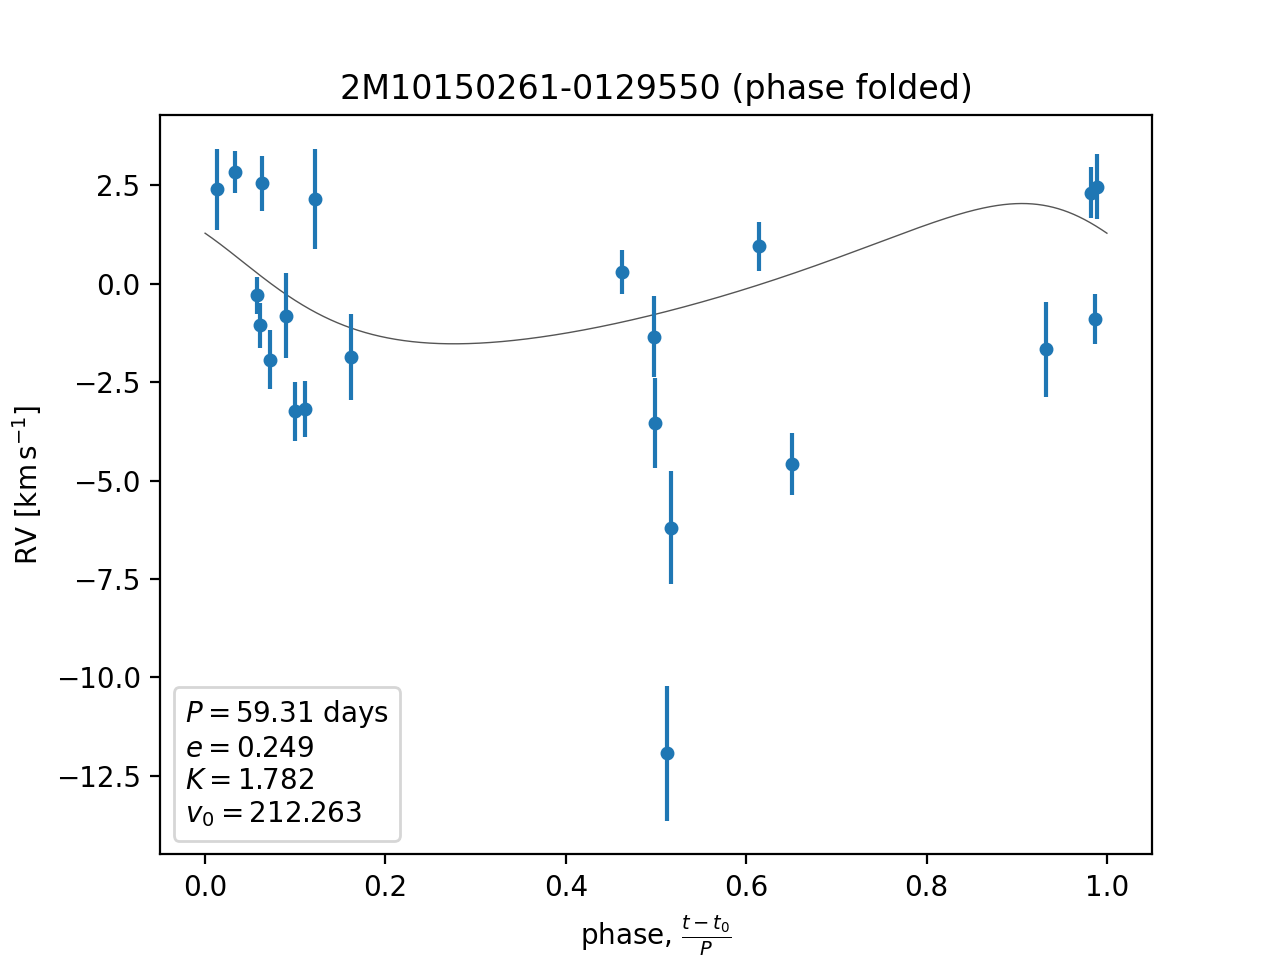 2M10150261-0129550 (phase folded)
RV [km s⁻¹]
2.5
0.0
−2.5
−5.0
−7.5
−10.0
−12.5
P = 59.31 days
e = 0.249
K = 1.782
v₀ = 212.263
0.0 0.2 0.4 0.6 0.8 1.0
phase, (t − t₀)/P